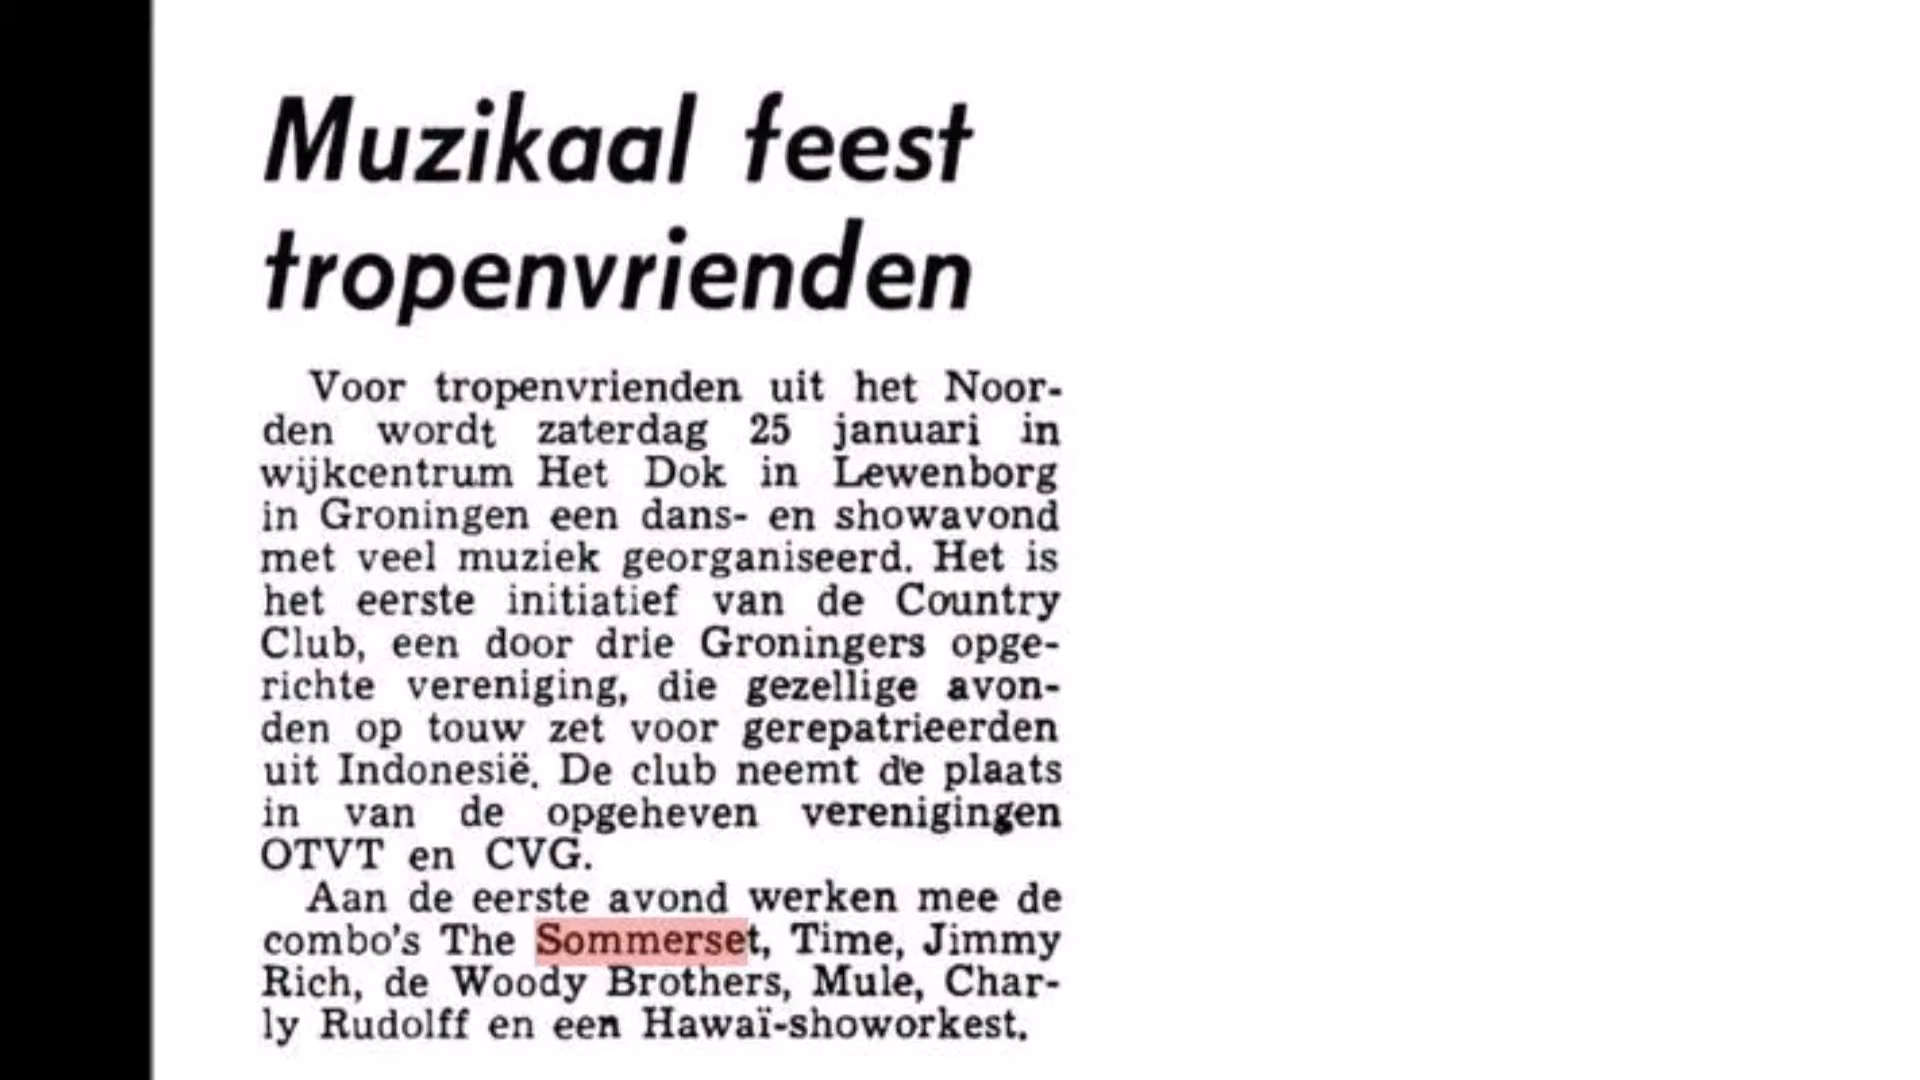 Muzikaal feest
tropenvrienden
Voor tropenvrienden uit het Noor-
den wordt zaterdag 25 januari in
wijkcentrum Het Dok in Lewenborg
in Groningen een dans- en showavond
met veel muziek georganiseerd. Het is
het eerste initiatief van de Country
Club, een door drie Groningers opge-
richte vereniging, die gezellige avon-
den op touw zet voor gerepatrieerden
uit Indonesië. De club neemt de plaats
in van de opgeheven verenigingen
OTVT en CVG.
Aan de eerste avond werken mee de
combo's The Sommerset, Time, Jimmy
Rich, de Woody Brothers, Mule, Char-
ly Rudolff en een Hawaï-showorkest.